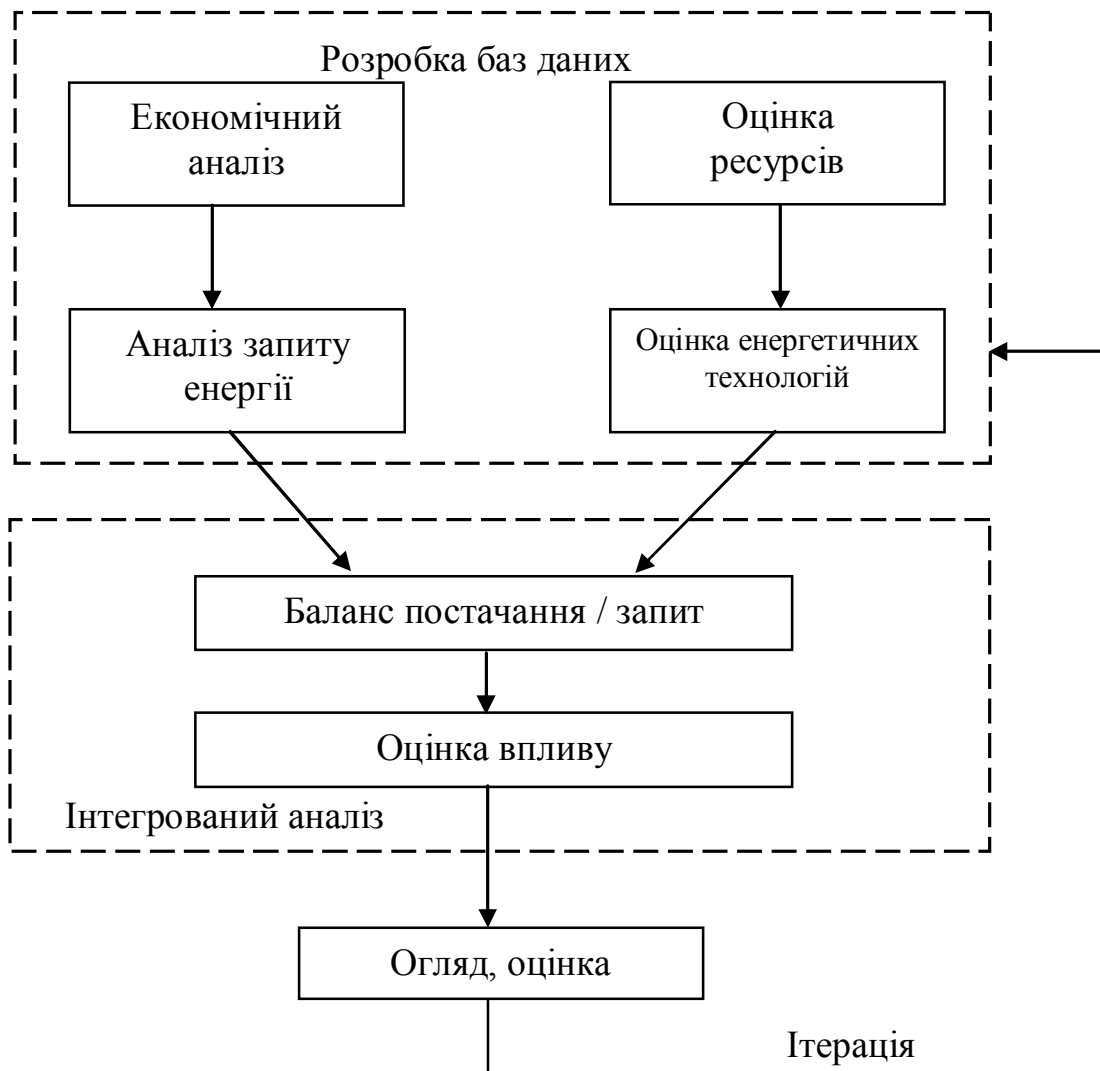 Розробка баз даних
Економічний
аналіз
Оцінка
ресурсів
Аналіз запиту
енергії
Оцінка енергетичних
технологій
Баланс постачання / запит
Оцінка впливу
Інтегрований аналіз
Огляд, оцінка
Ітерація